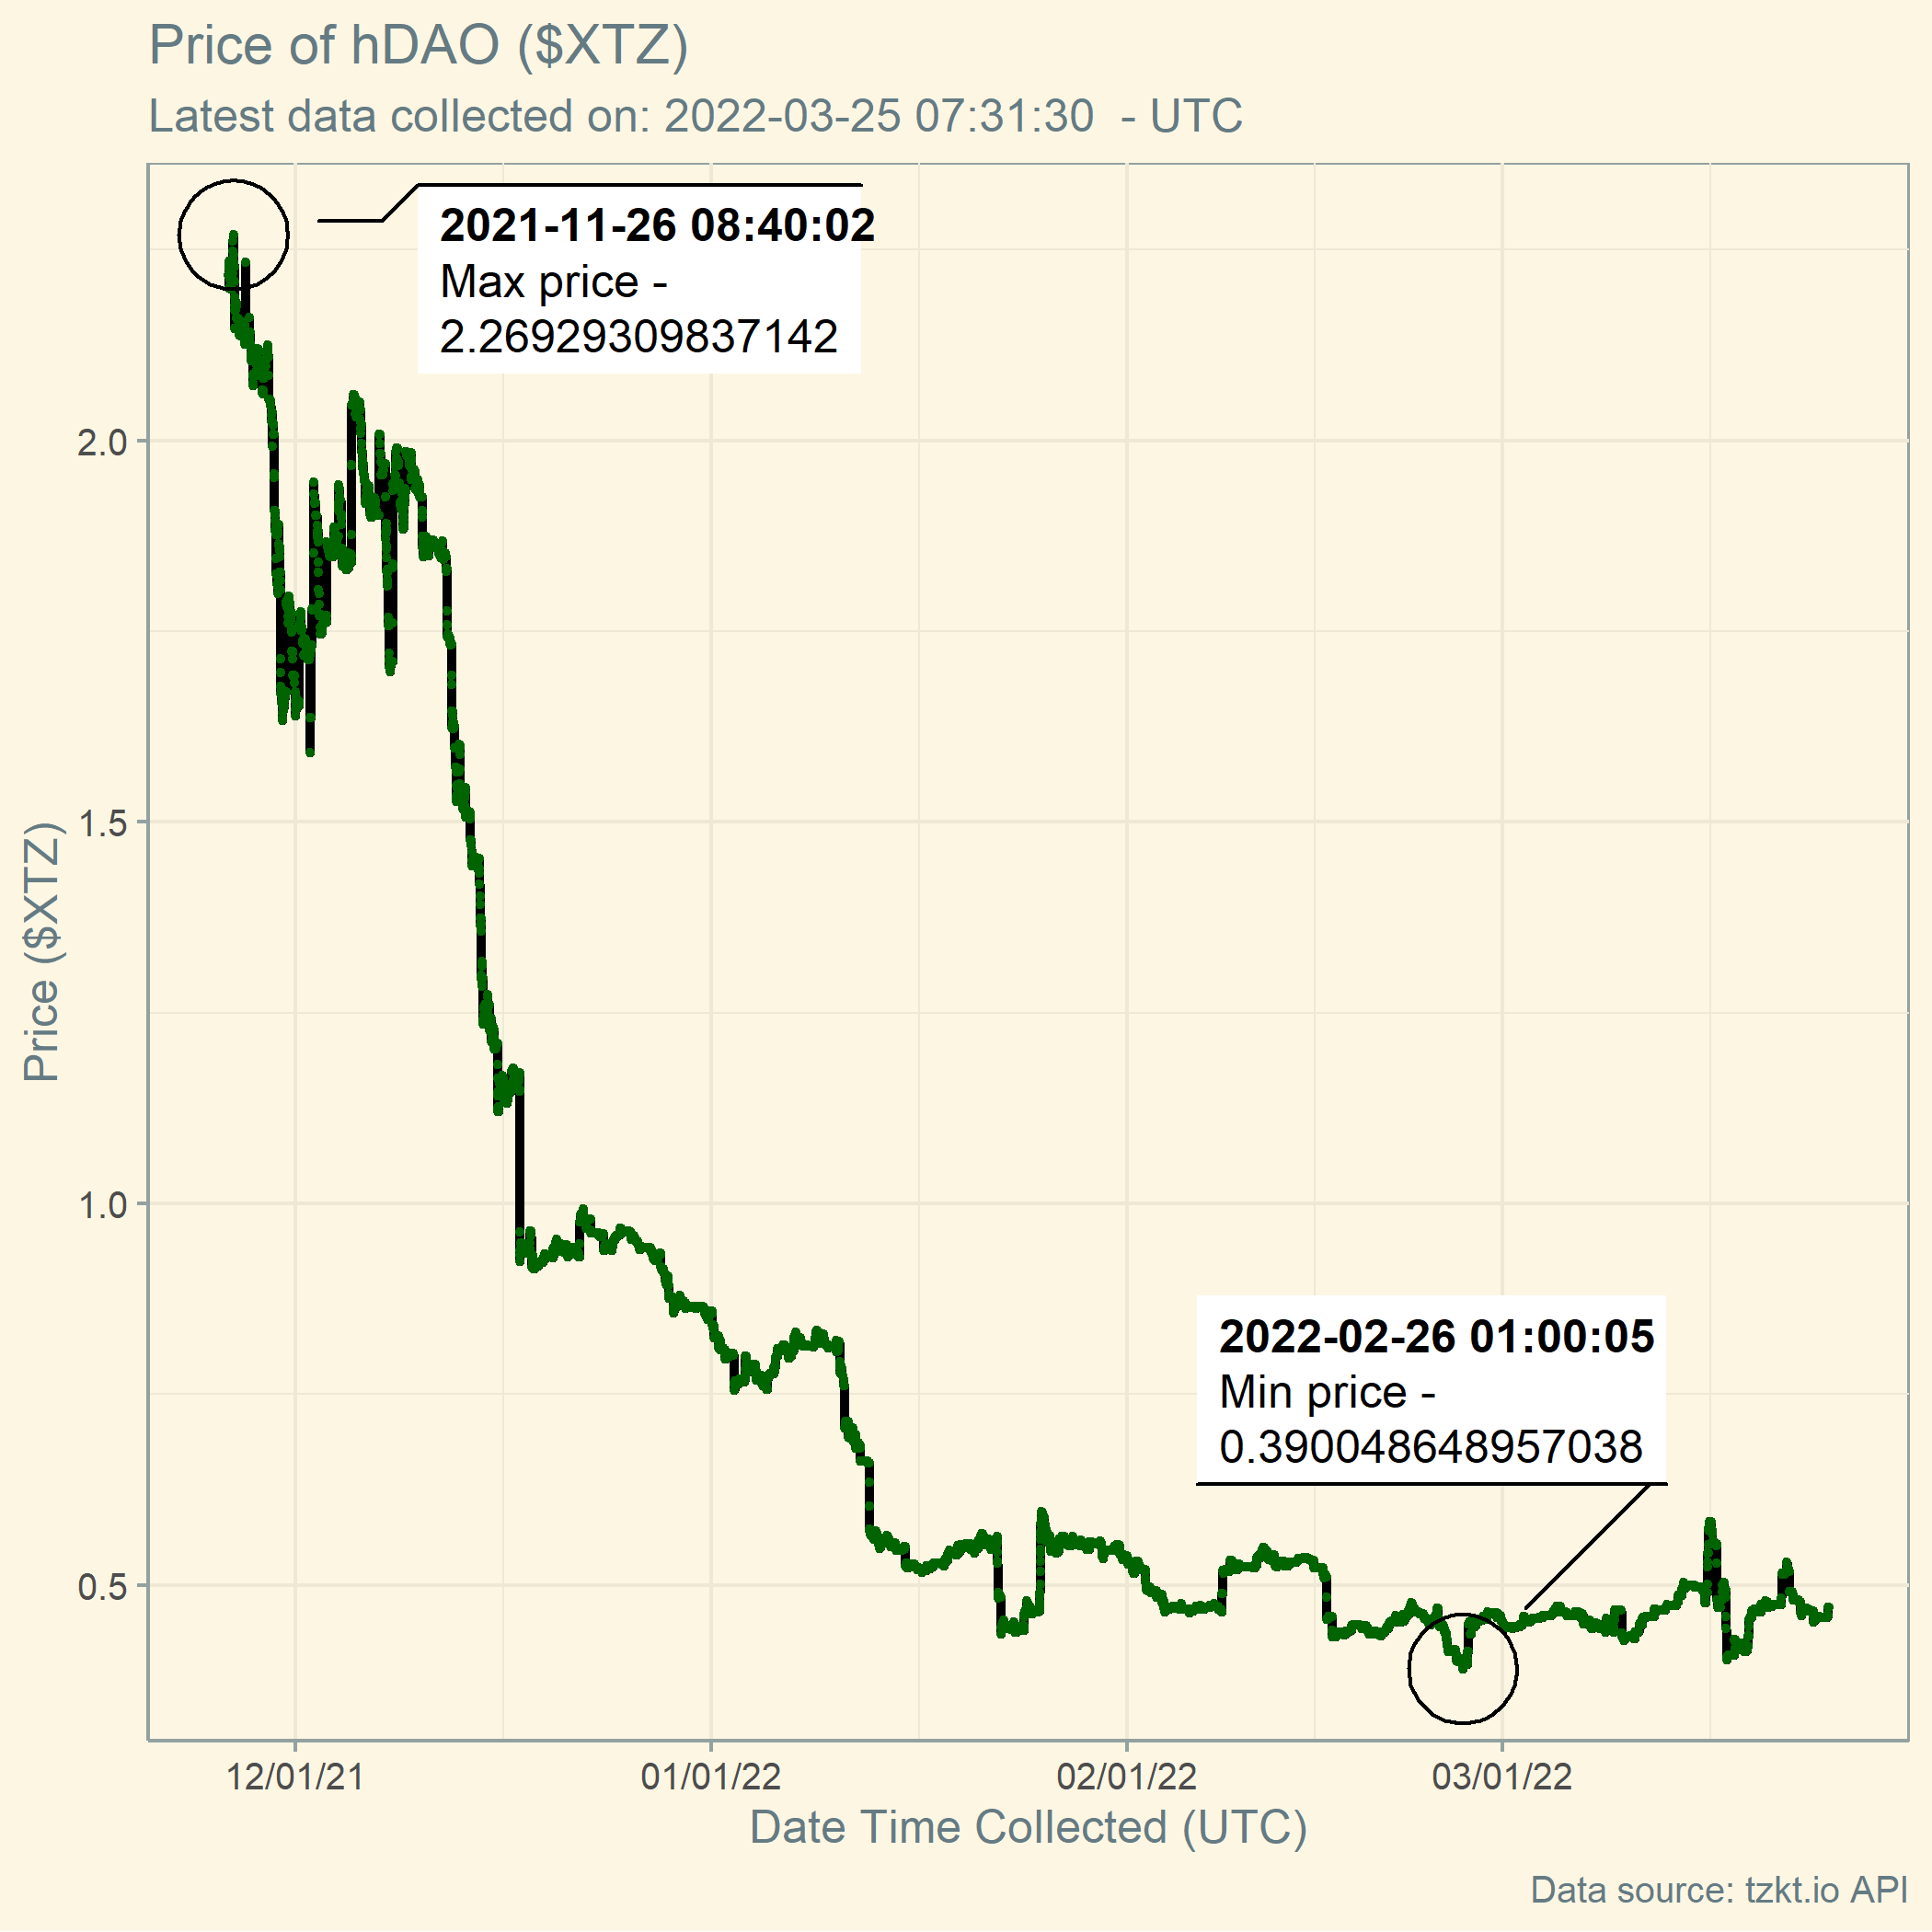 Price of hDAO ($XTZ)
Latest data collected on: 2022-03-25 07:31:30  - UTC
2021-11-26 08:40:02
Max price -
2.26929309837142
2.0
1.5
1.0
0.5
Price ($XTZ)
2022-02-26 01:00:05
Min price -
0.390048648957038
12/01/21
01/01/22
02/01/22
03/01/22
Date Time Collected (UTC)
Data source: tzkt.io API